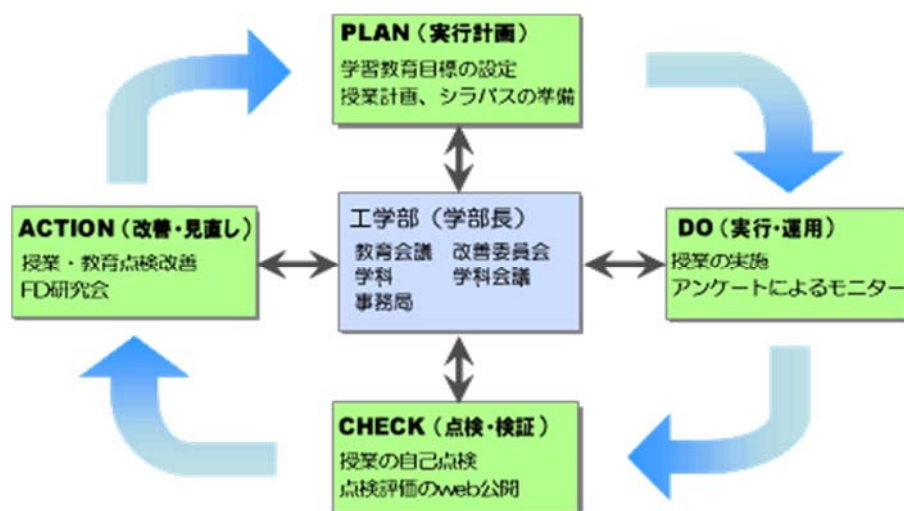 PLAN（実行計画）
学習教育目標の設定
授業計画、シラバスの準備
ACTION（改善・見直し）
授業・教育点検改善
FD研究会
工学部（学部長）
教育会議　改善委員会
学科　学科会議
事務局
DO（実行・運用）
授業の実施
アンケートによるモニター
CHECK（点検・検証）
授業の自己点検
点検評価のweb公開